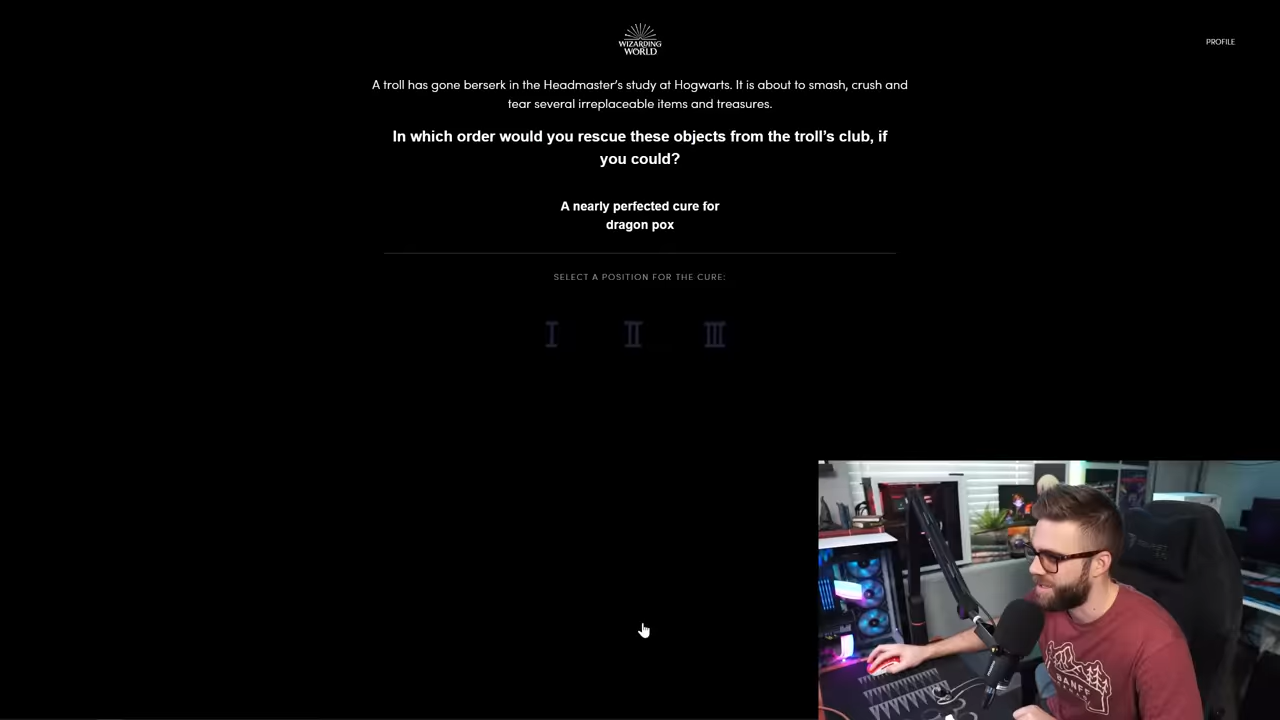 WIZARDING
WORLD
PROFILE
A troll has gone berserk in the Headmaster’s study at Hogwarts. It is about to smash, crush and
tear several irreplaceable items and treasures.
In which order would you rescue these objects from the troll’s club, if
you could?
A nearly perfected cure for
dragon pox
SELECT A POSITION FOR THE CURE:
I II III
BANFF